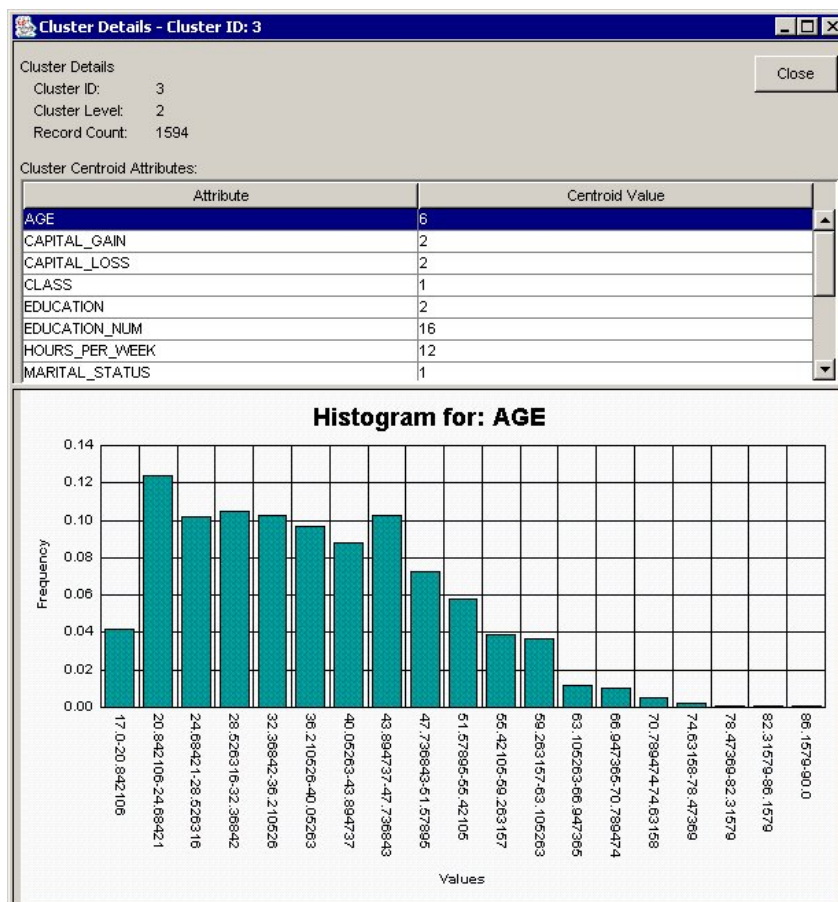 Cluster Details - Cluster ID: 3
Cluster Details
Close
Cluster ID: 3
Cluster Level: 2
Record Count: 1594
Cluster Centroid Attributes:
Attribute Centroid Value
AGE 6
CAPITAL_GAIN 2
CAPITAL_LOSS 2
CLASS 1
EDUCATION 2
EDUCATION_NUM 16
HOURS_PER_WEEK 12
MARITAL_STATUS 1
Histogram for: AGE
0.14
0.12
0.10
0.08
0.06
0.04
0.02
0.00
Frequency
17.0-20.842106
20.842106-24.68421
24.68421-28.526316
28.526316-32.36842
32.36842-36.210526
36.210526-40.05263
40.05263-43.894737
43.894737-47.736843
47.736843-51.57895
51.57895-55.42105
55.42105-59.263157
59.263157-63.105263
63.105263-66.947365
66.947365-70.789474
70.789474-74.63158
74.63158-78.47369
78.47369-82.31579
82.31579-86.1579
86.1579-90.0
Values